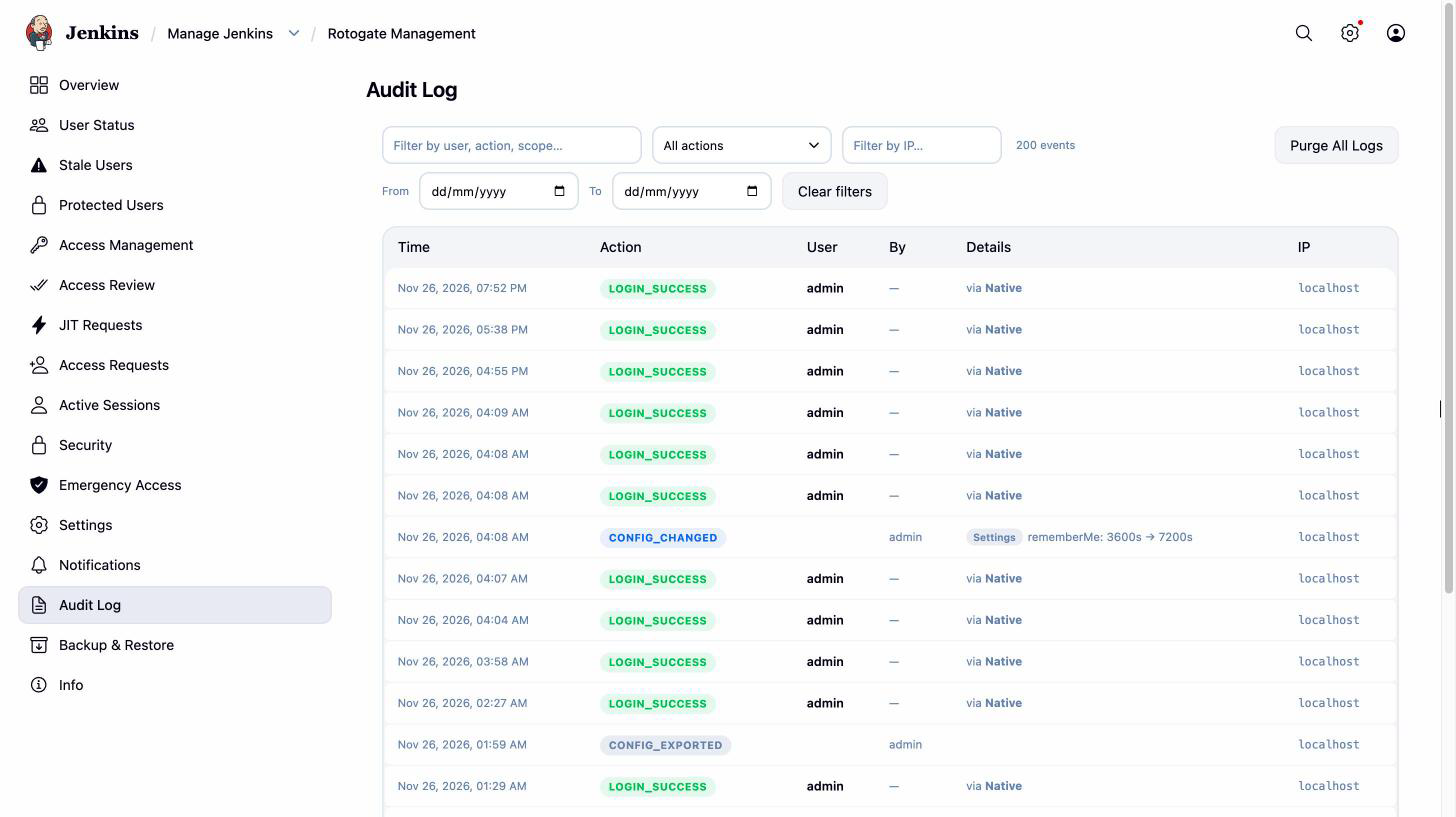 Jenkins / Manage Jenkins / Rotogate Management
Overview
User Status
Stale Users
Protected Users
Access Management
Access Review
JIT Requests
Access Requests
Active Sessions
Security
Emergency Access
Settings
Notifications
Audit Log
Backup & Restore
Info
Audit Log
Filter by user, action, scope... All actions Filter by IP... 200 events Purge All Logs
From dd/mm/yyyy To dd/mm/yyyy Clear filters
Time Action User By Details IP
Nov 26, 2026, 07:52 PM LOGIN_SUCCESS admin — via Native localhost
Nov 26, 2026, 05:38 PM LOGIN_SUCCESS admin — via Native localhost
Nov 26, 2026, 04:55 PM LOGIN_SUCCESS admin — via Native localhost
Nov 26, 2026, 04:09 AM LOGIN_SUCCESS admin — via Native localhost
Nov 26, 2026, 04:08 AM LOGIN_SUCCESS admin — via Native localhost
Nov 26, 2026, 04:08 AM LOGIN_SUCCESS admin — via Native localhost
Nov 26, 2026, 04:08 AM CONFIG_CHANGED admin Settings rememberMe: 3600s → 7200s localhost
Nov 26, 2026, 04:07 AM LOGIN_SUCCESS admin — via Native localhost
Nov 26, 2026, 04:04 AM LOGIN_SUCCESS admin — via Native localhost
Nov 26, 2026, 03:58 AM LOGIN_SUCCESS admin — via Native localhost
Nov 26, 2026, 02:27 AM LOGIN_SUCCESS admin — via Native localhost
Nov 26, 2026, 01:59 AM CONFIG_EXPORTED admin localhost
Nov 26, 2026, 01:29 AM LOGIN_SUCCESS admin — via Native localhost